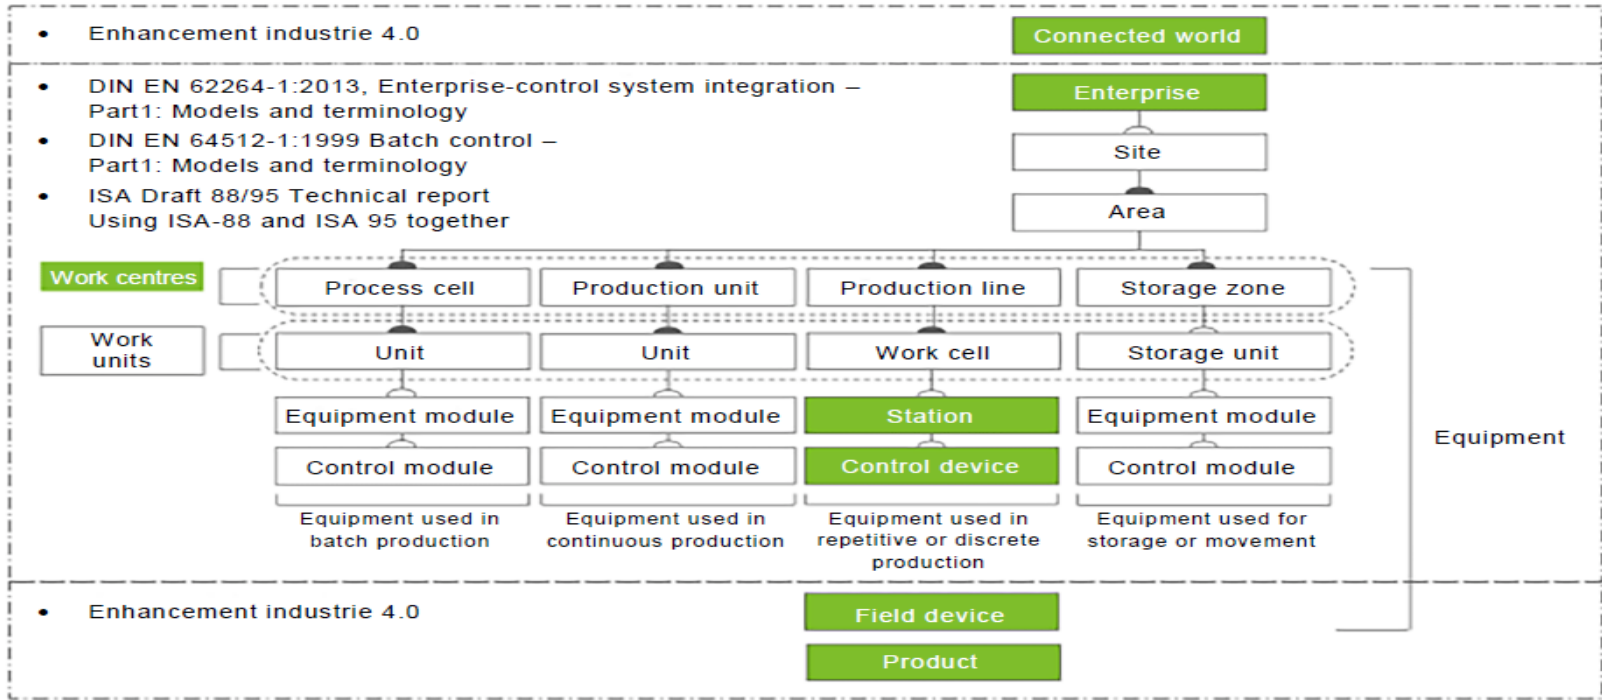 • Enhancement industrie 4.0
Connected world
• DIN EN 62264-1:2013, Enterprise-control system integration –
Part1: Models and terminology
• DIN EN 64512-1:1999 Batch control –
Part1: Models and terminology
• ISA Draft 88/95 Technical report
Using ISA-88 and ISA 95 together
Enterprise
Site
Area
Work centres
Process cell
Production unit
Production line
Storage zone
Work
units
Unit
Unit
Work cell
Storage unit
Equipment module
Equipment module
Station
Equipment module
Control module
Control module
Control device
Control module
Equipment used in
batch production
Equipment used in
continuous production
Equipment used in
repetitive or discrete
production
Equipment used for
storage or movement
Equipment
• Enhancement industrie 4.0
Field device
Product